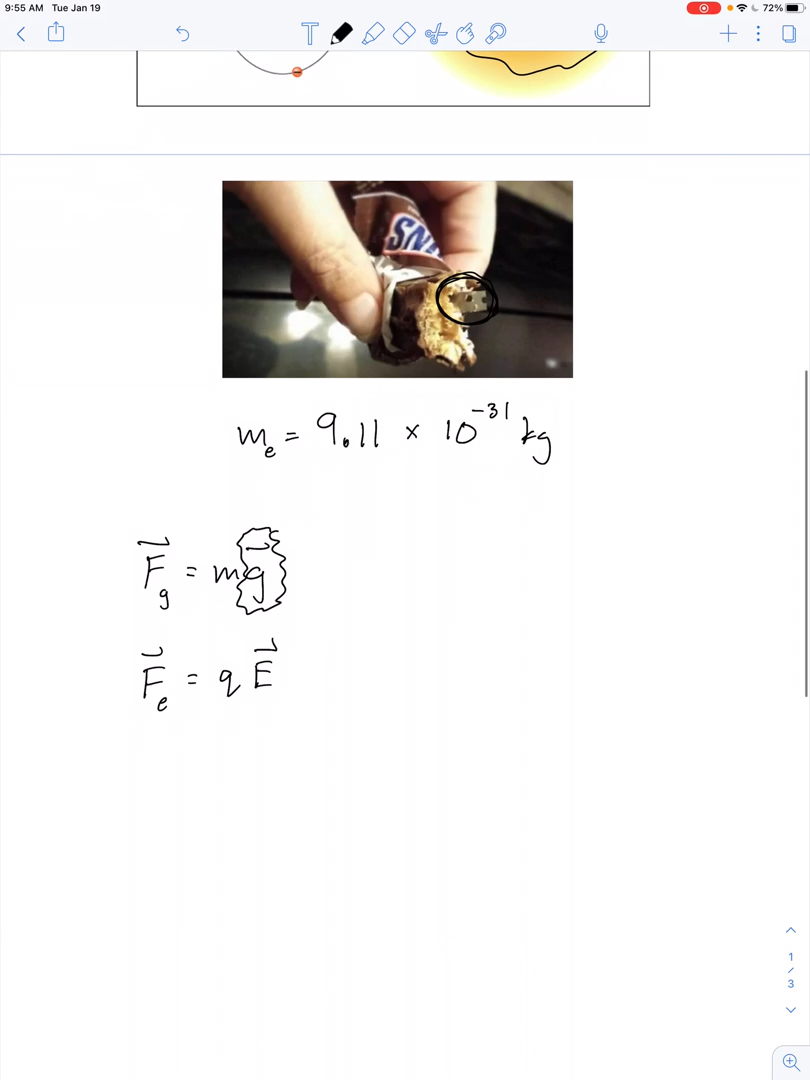 9:55 AM Tue Jan 19
72%
T
SN
mₑ = 9.11 × 10⁻³¹ kg
F⃗g = mg⃗
F⃗ₑ = qE⃗
1
/
3